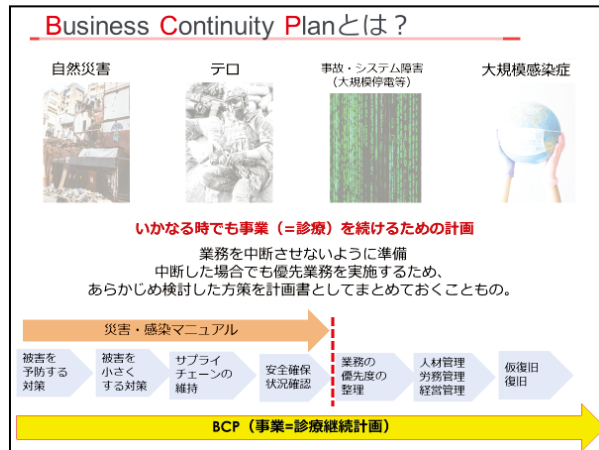 Business Continuity Planとは？
自然災害
テロ
事故・システム障害
（大規模停電等）
大規模感染症
いかなる時でも事業（=診療）を続けるための計画
業務を中断させないように準備
中断した場合でも優先業務を実施するため、
あらかじめ検討した方策を計画書としてまとめておくこともの。
災害・感染マニュアル
被害を
予防する
対策
被害を
小さく
する対策
サプライ
チェーンの
維持
安全確保
状況確認
業務の
優先度の
整理
人材管理
労務管理
経営管理
仮復旧
復旧
BCP（事業=診療継続計画）